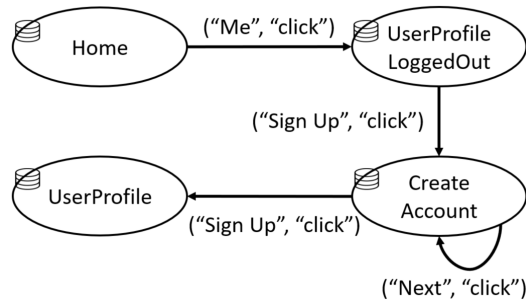 Home
(“Me”, “click”)
UserProfile
LoggedOut
(“Sign Up”, “click”)
UserProfile
(“Sign Up”, “click”)
Create
Account
(“Next”, “click”)